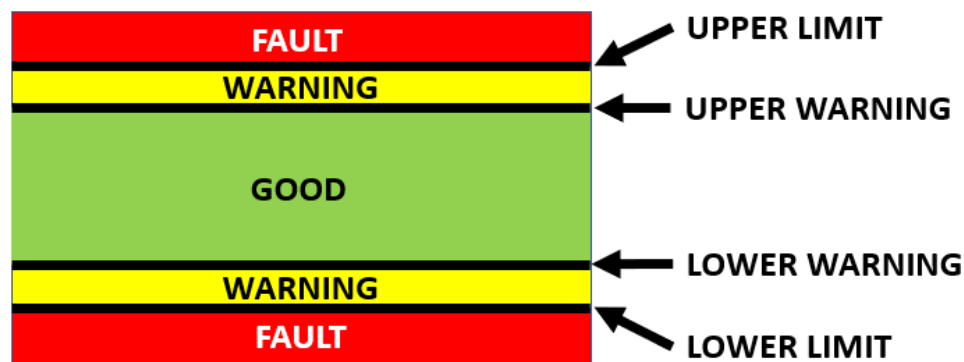 FAULT
UPPER LIMIT
WARNING
UPPER WARNING
GOOD
LOWER WARNING
WARNING
FAULT
LOWER LIMIT